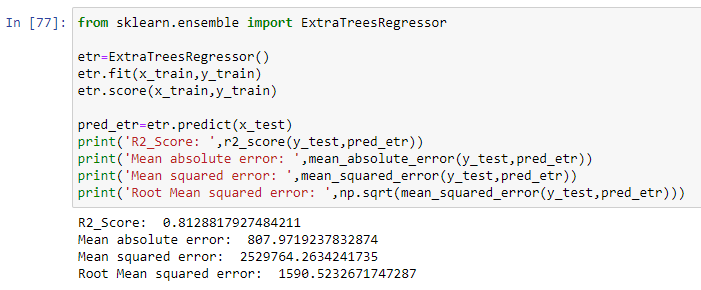 In [77]: from sklearn.ensemble import ExtraTreesRegressor
etr=ExtraTreesRegressor()
etr.fit(x_train,y_train)
etr.score(x_train,y_train)
pred_etr=etr.predict(x_test)
print('R2_Score: ',r2_score(y_test,pred_etr))
print('Mean absolute error: ',mean_absolute_error(y_test,pred_etr))
print('Mean squared error: ',mean_squared_error(y_test,pred_etr))
print('Root Mean squared error: ',np.sqrt(mean_squared_error(y_test,pred_etr)))
R2_Score:  0.8128817927484211
Mean absolute error:  807.9719237832874
Mean squared error:  2529764.2634241735
Root Mean squared error:  1590.5232671747287